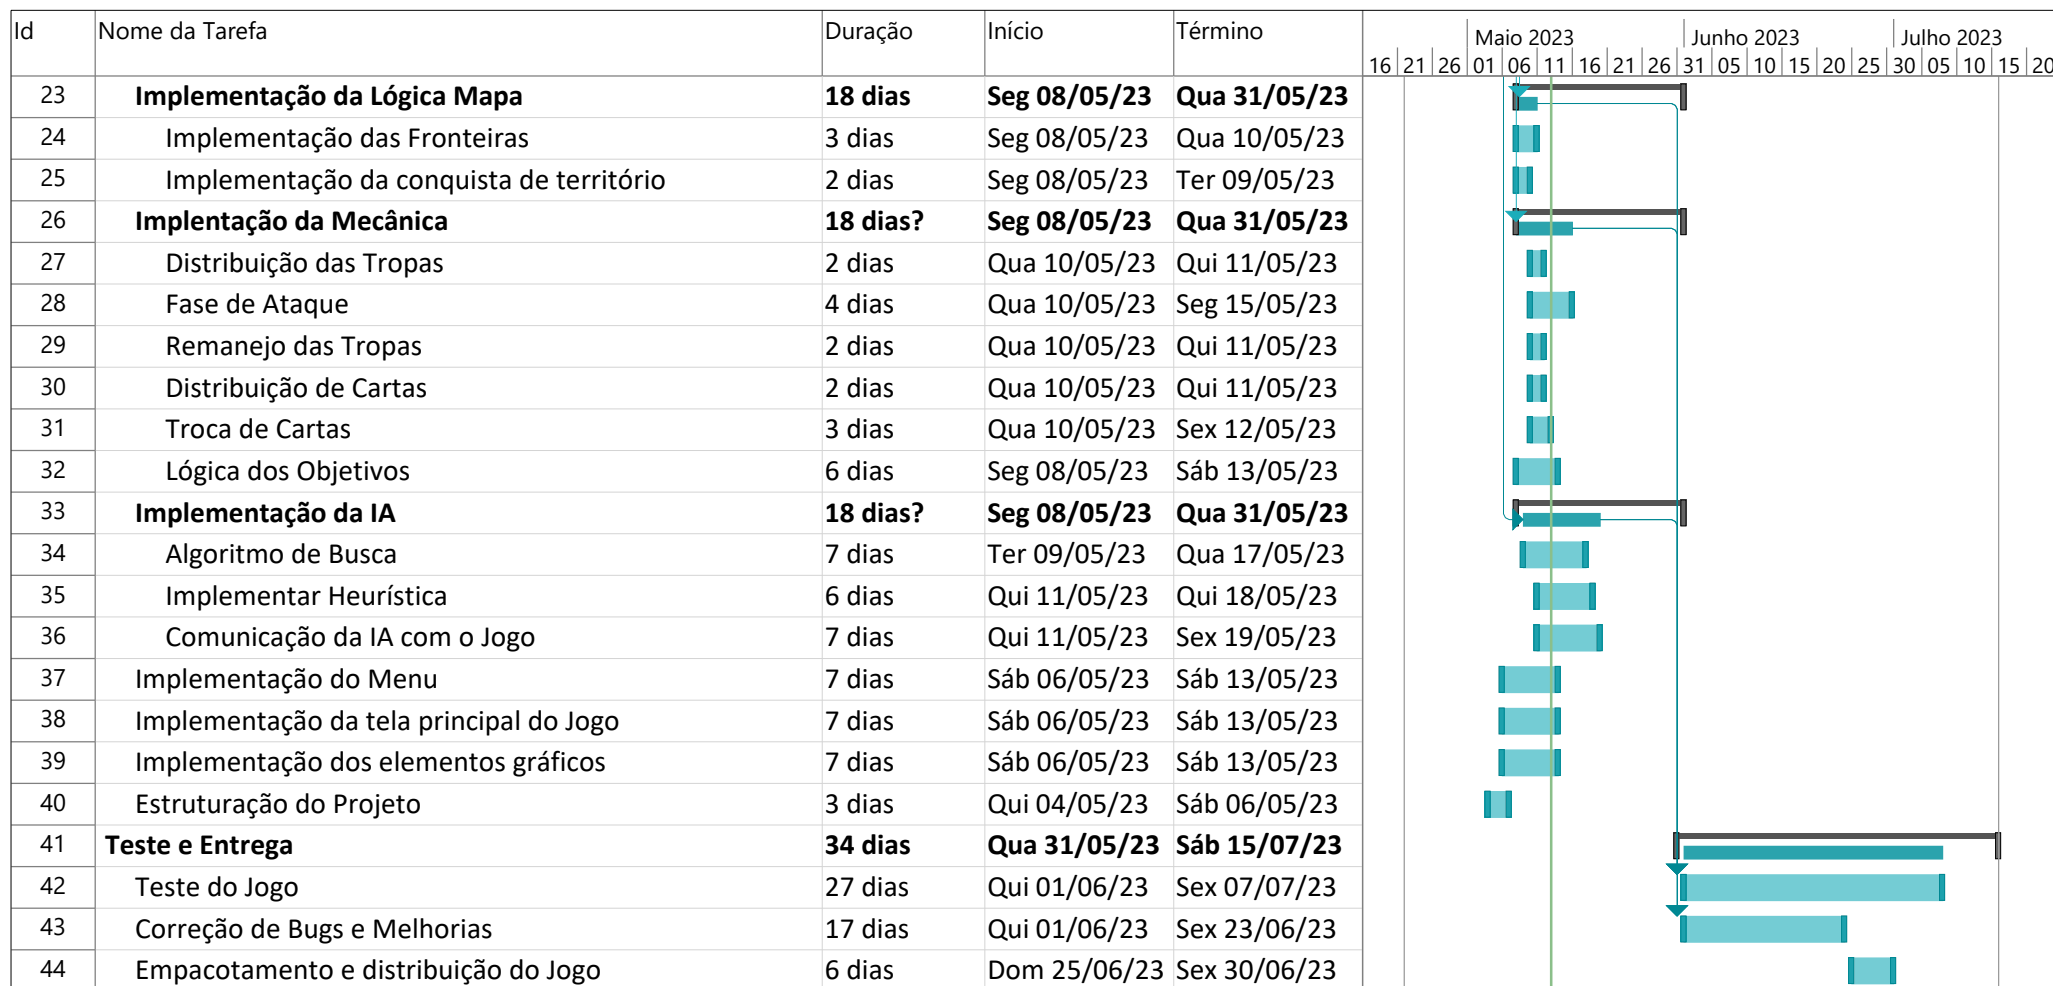 Id Nome da Tarefa Duração Início Término
Maio 2023 Junho 2023 Julho 2023
16 21 26 01 06 11 16 21 26 31 05 10 15 20 25 30 05 10 15 20
23 Implementação da Lógica Mapa 18 dias Seg 08/05/23 Qua 31/05/23
24 Implementação das Fronteiras 3 dias Seg 08/05/23 Qua 10/05/23
25 Implementação da conquista de território 2 dias Seg 08/05/23 Ter 09/05/23
26 Implentação da Mecânica 18 dias? Seg 08/05/23 Qua 31/05/23
27 Distribuição das Tropas 2 dias Qua 10/05/23 Qui 11/05/23
28 Fase de Ataque 4 dias Qua 10/05/23 Seg 15/05/23
29 Remanejo das Tropas 2 dias Qua 10/05/23 Qui 11/05/23
30 Distribuição de Cartas 2 dias Qua 10/05/23 Qui 11/05/23
31 Troca de Cartas 3 dias Qua 10/05/23 Sex 12/05/23
32 Lógica dos Objetivos 6 dias Seg 08/05/23 Sáb 13/05/23
33 Implementação da IA 18 dias? Seg 08/05/23 Qua 31/05/23
34 Algoritmo de Busca 7 dias Ter 09/05/23 Qua 17/05/23
35 Implementar Heurística 6 dias Qui 11/05/23 Qui 18/05/23
36 Comunicação da IA com o Jogo 7 dias Qui 11/05/23 Sex 19/05/23
37 Implementação do Menu 7 dias Sáb 06/05/23 Sáb 13/05/23
38 Implementação da tela principal do Jogo 7 dias Sáb 06/05/23 Sáb 13/05/23
39 Implementação dos elementos gráficos 7 dias Sáb 06/05/23 Sáb 13/05/23
40 Estruturação do Projeto 3 dias Qui 04/05/23 Sáb 06/05/23
41 Teste e Entrega 34 dias Qua 31/05/23 Sáb 15/07/23
42 Teste do Jogo 27 dias Qui 01/06/23 Sex 07/07/23
43 Correção de Bugs e Melhorias 17 dias Qui 01/06/23 Sex 23/06/23
44 Empacotamento e distribuição do Jogo 6 dias Dom 25/06/23 Sex 30/06/23